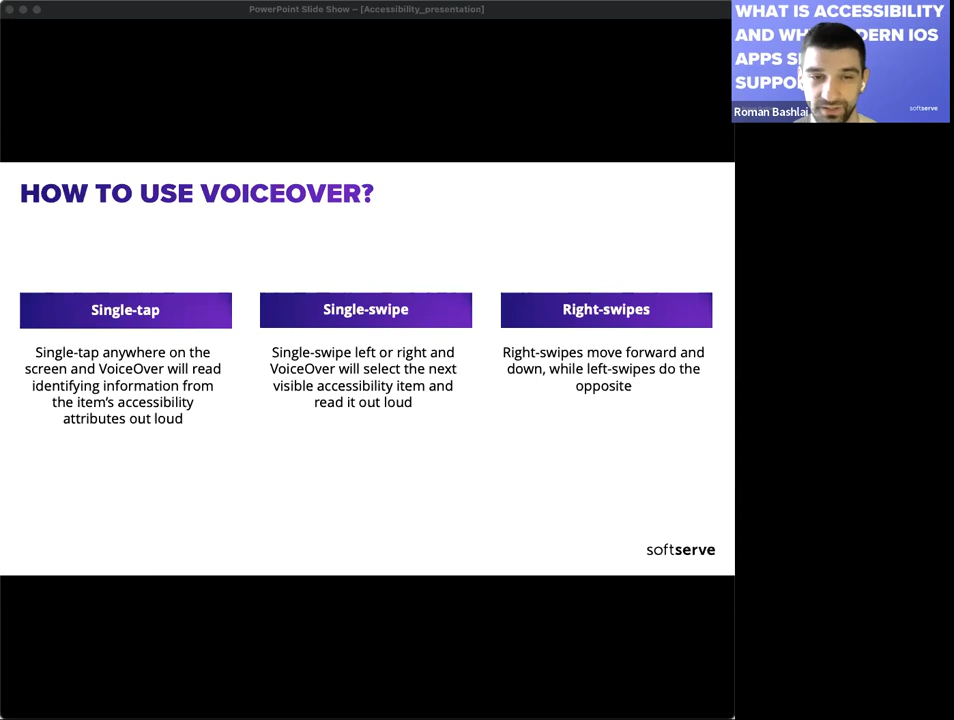 PowerPoint Slide Show – [Accessibility_presentation]
WHAT IS ACCESSIBILITY
AND WH DERN IOS
APPS S
SUPPO
softserve
Roman Bashlai
HOW TO USE VOICEOVER?
Single-tap
Single-tap anywhere on the
screen and VoiceOver will read
identifying information from
the item's accessibility
attributes out loud
Single-swipe
Single-swipe left or right and
VoiceOver will select the next
visible accessibility item and
read it out loud
Right-swipes
Right-swipes move forward and
down, while left-swipes do the
opposite
softserve